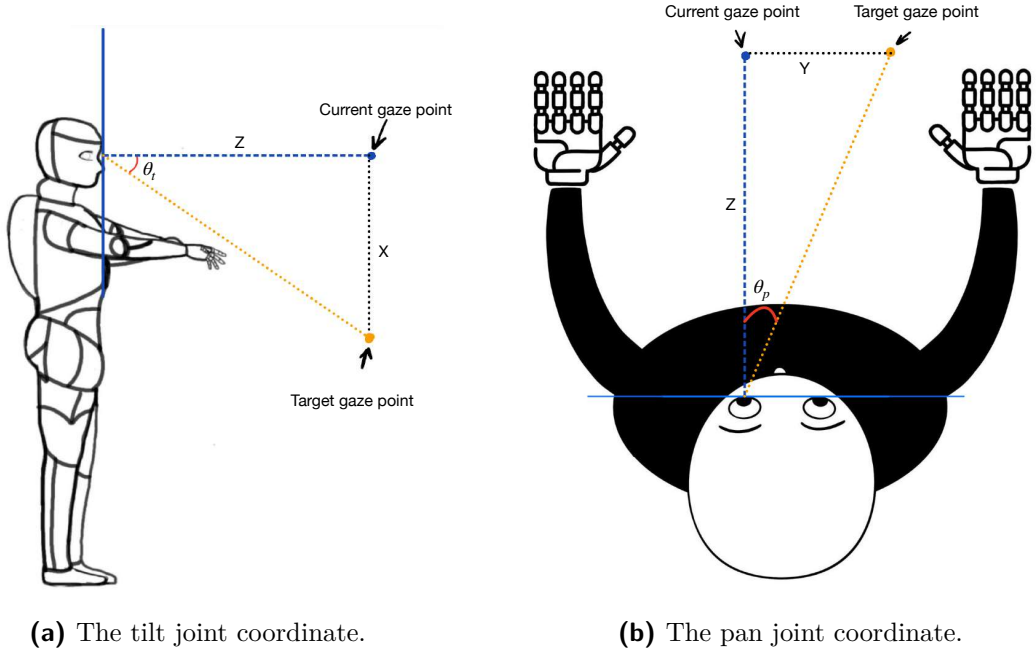 Current gaze point
Z
θt
X
Target gaze point
(a) The tilt joint coordinate.
Current gaze point
Target gaze point
Y
Z
θp
(b) The pan joint coordinate.